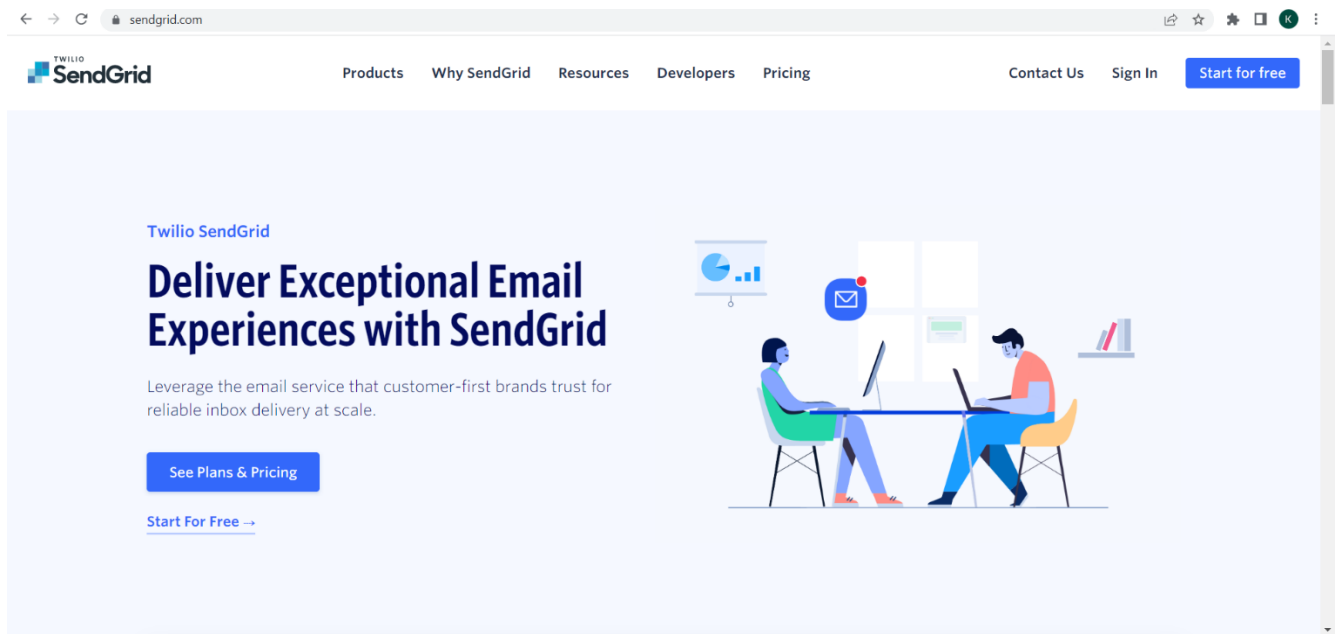 sendgrid.com
K
TWILIO
SendGrid
Products Why SendGrid Resources Developers Pricing Contact Us Sign In Start for free
Twilio SendGrid
Deliver Exceptional Email
Experiences with SendGrid
Leverage the email service that customer-first brands trust for
reliable inbox delivery at scale.
See Plans & Pricing
Start For Free →